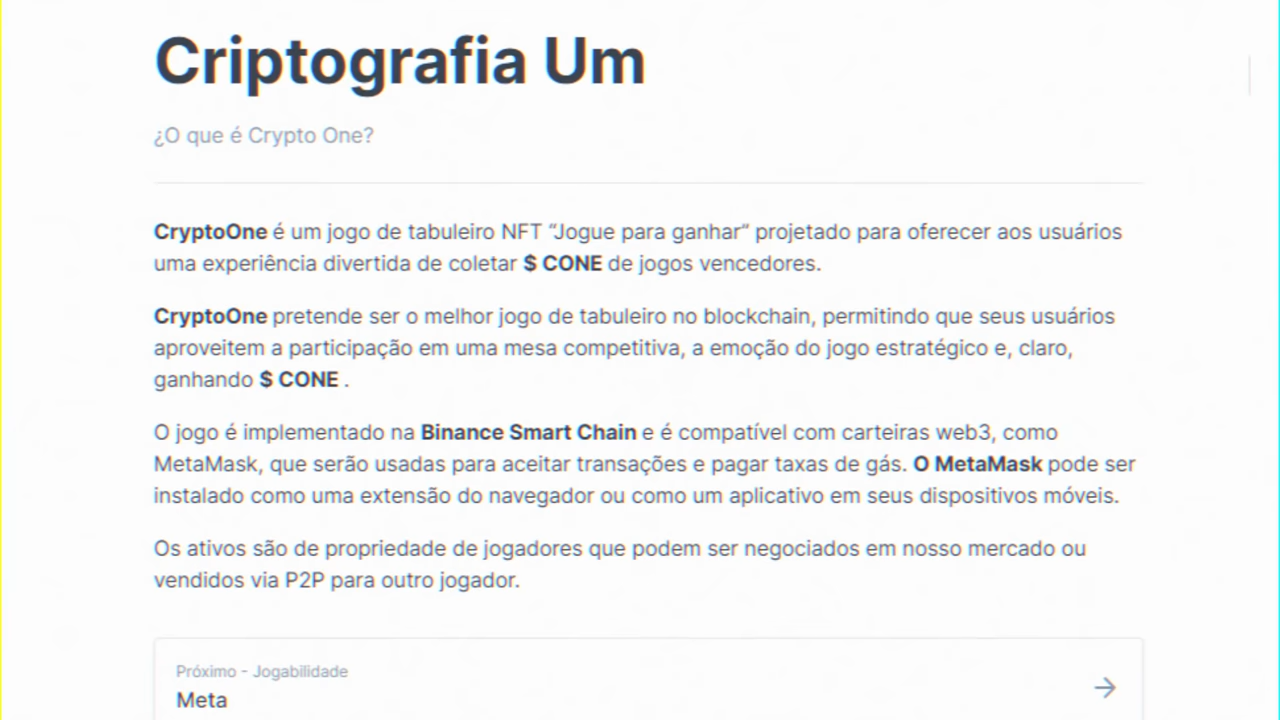 Criptografia Um
¿O que é Crypto One?
CryptoOne é um jogo de tabuleiro NFT “Jogue para ganhar” projetado para oferecer aos usuários
uma experiência divertida de coletar $ CONE de jogos vencedores.
CryptoOne pretende ser o melhor jogo de tabuleiro no blockchain, permitindo que seus usuários
aproveitem a participação em uma mesa competitiva, a emoção do jogo estratégico e, claro,
ganhando $ CONE .
O jogo é implementado na Binance Smart Chain e é compatível com carteiras web3, como
MetaMask, que serão usadas para aceitar transações e pagar taxas de gás. O MetaMask pode ser
instalado como uma extensão do navegador ou como um aplicativo em seus dispositivos móveis.
Os ativos são de propriedade de jogadores que podem ser negociados em nosso mercado ou
vendidos via P2P para outro jogador.
Próximo - Jogabilidade
Meta